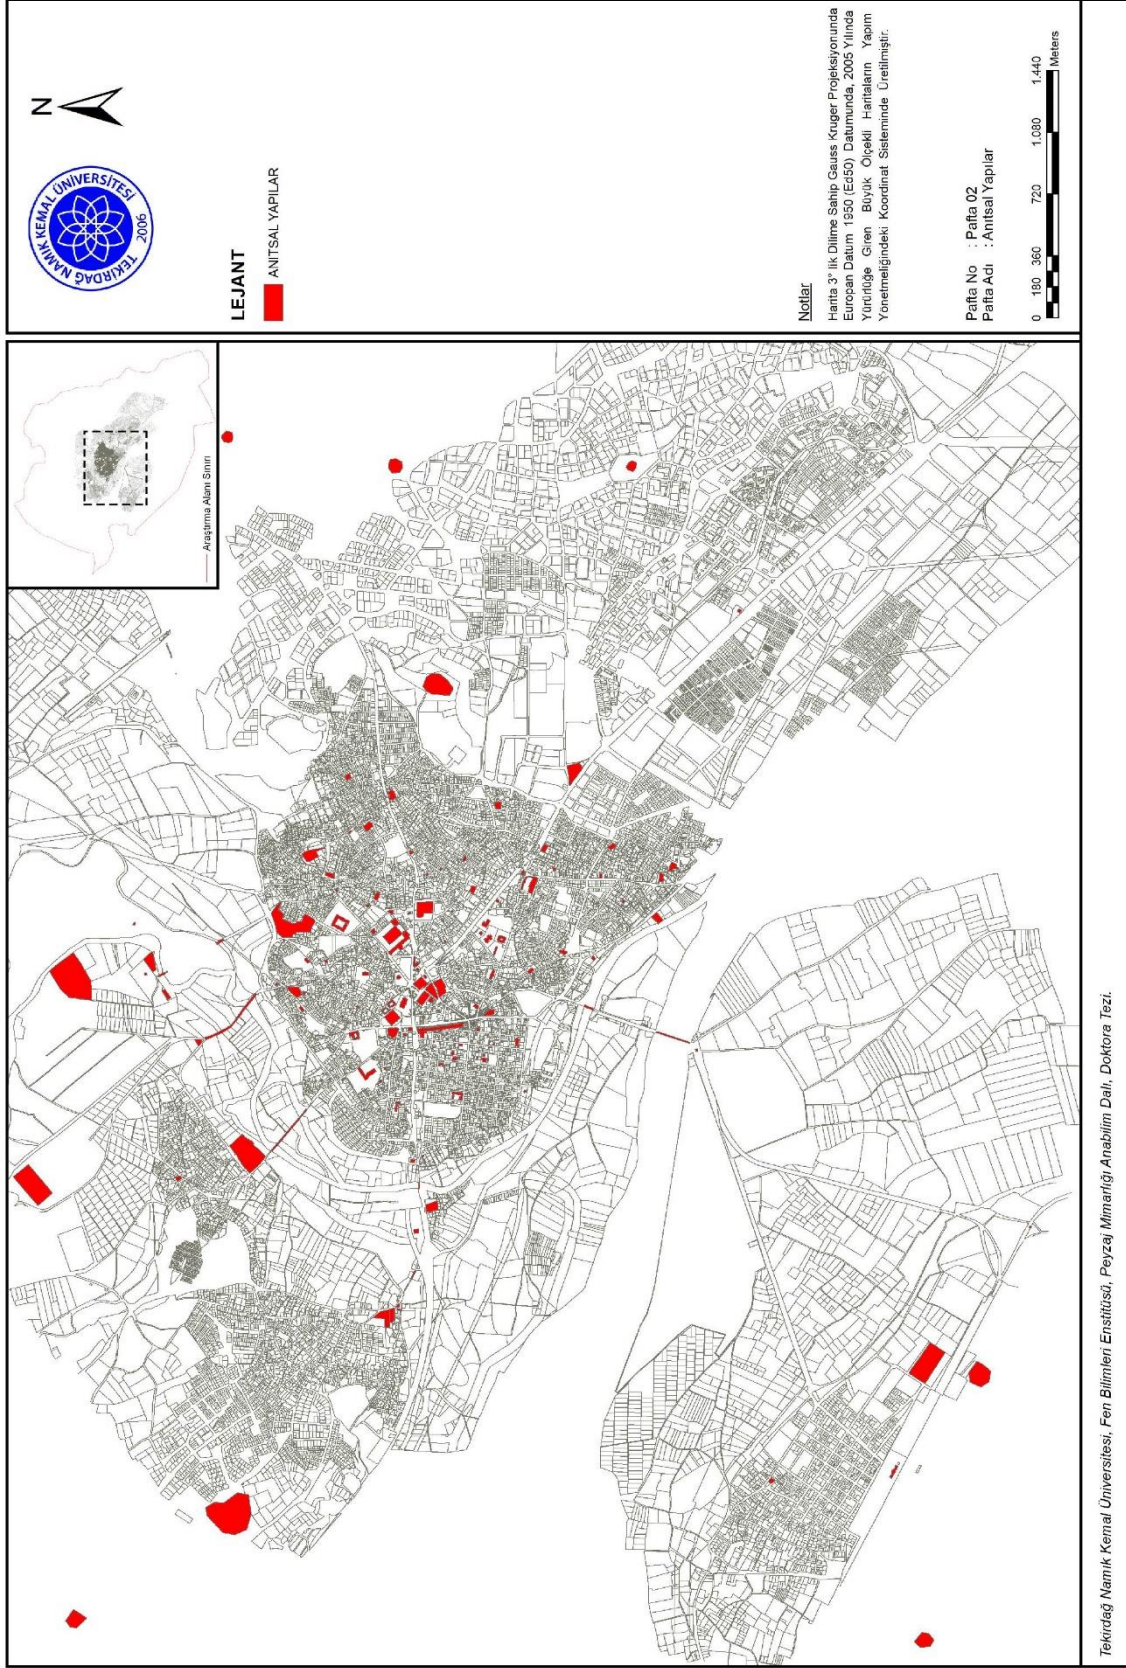 N
TEKİRDAĞ NAMIK KEMAL ÜNİVERSİTESİ
2006
LEJANT
ANITSAL YAPILAR
Notlar
Harita 3° lik Dilime Sahip Gauss Kruger Projeksiyonunda
Europan Datum 1950 (Ed50) Datumunda, 2005 Yılında
Yürürlüğe Giren Büyük Ölçekli Haritaların Yapım
Yönetmeliğindeki Koordinat Sisteminde Üretilmiştir.
Pafta No : Pafta 02
Pafta Adı : Anıtsal Yapılar
0 180 360 720 1.080 1.440
Meters
Araştırma Alanı Sınırı
Tekirdağ Namık Kemal Üniversitesi, Fen Bilimleri Enstitüsü, Peyzaj Mimarlığı Anabilim Dalı, Doktora Tezi.